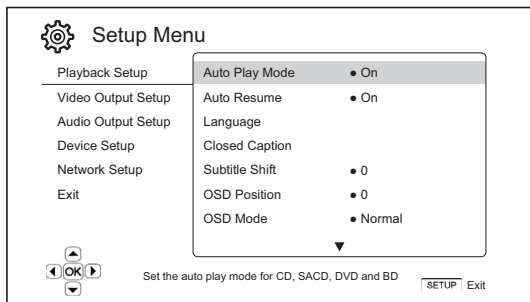 Setup Menu
Playback Setup
Video Output Setup
Audio Output Setup
Device Setup
Network Setup
Exit
Auto Play Mode ● On
Auto Resume ● On
Language
Closed Caption
Subtitle Shift ● 0
OSD Position ● 0
OSD Mode ● Normal
OK
Set the auto play mode for CD, SACD, DVD and BD
SETUP Exit